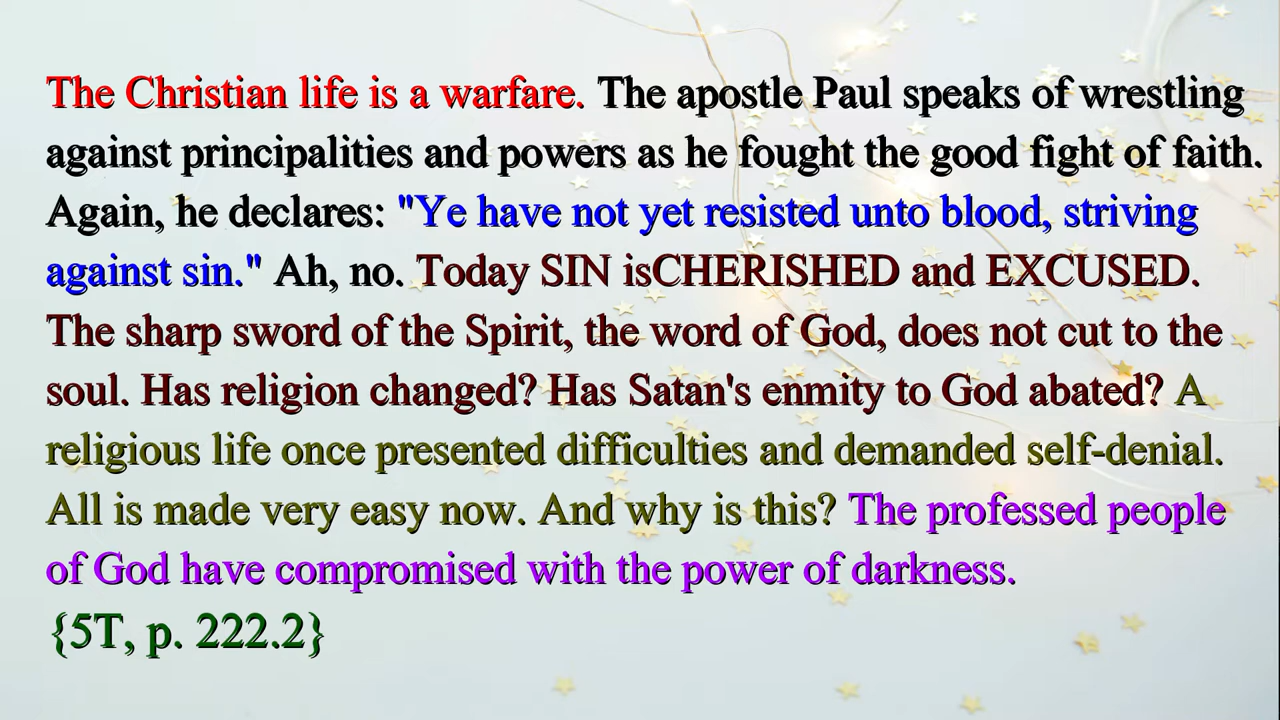 The Christian life is a warfare. The apostle Paul speaks of wrestling
against principalities and powers as he fought the good fight of faith.
Again, he declares: "Ye have not yet resisted unto blood, striving
against sin." Ah, no. Today SIN isCHERISHED and EXCUSED.
The sharp sword of the Spirit, the word of God, does not cut to the
soul. Has religion changed? Has Satan's enmity to God abated? A
religious life once presented difficulties and demanded self-denial.
All is made very easy now. And why is this? The professed people
of God have compromised with the power of darkness.
{5T, p. 222.2}